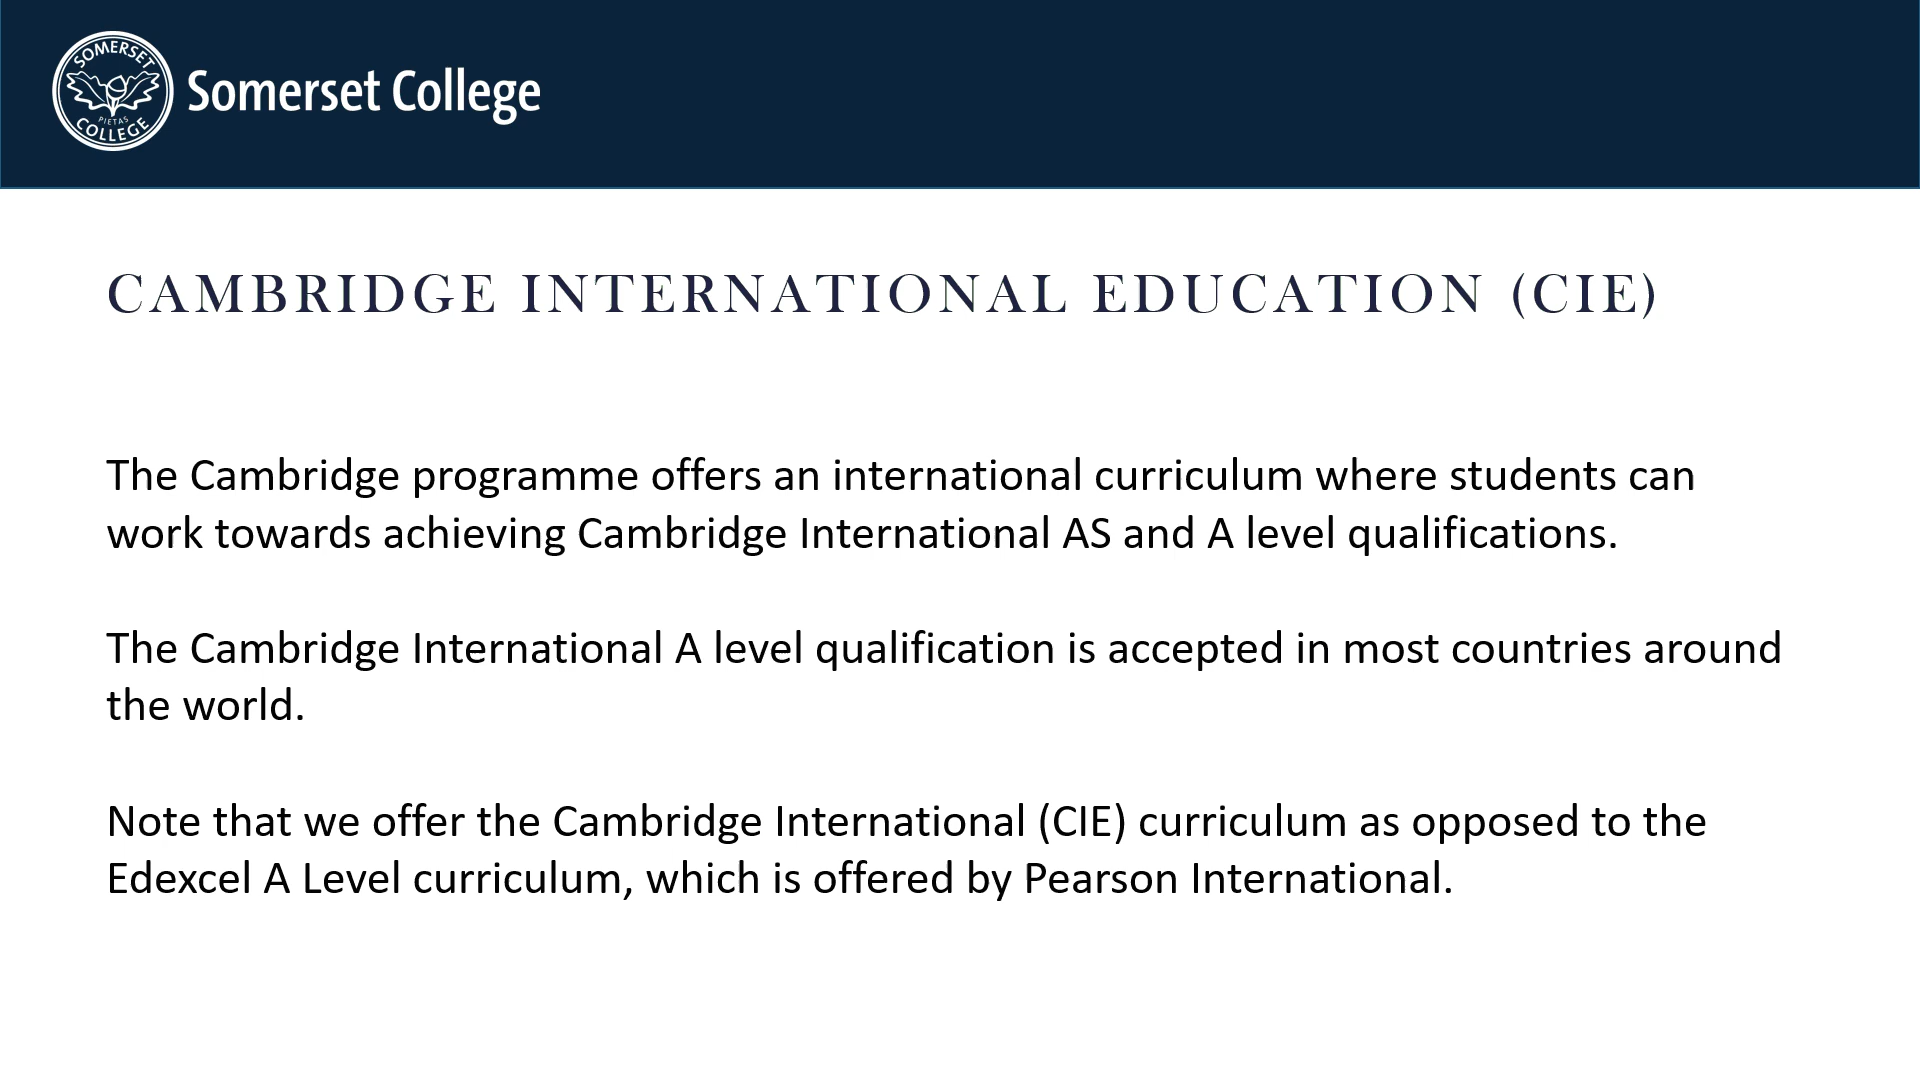 SOMERSET
PIETAS
COLLEGE
Somerset College
CAMBRIDGE INTERNATIONAL EDUCATION (CIE)
The Cambridge programme offers an international curriculum where students can
work towards achieving Cambridge International AS and A level qualifications.
The Cambridge International A level qualification is accepted in most countries around
the world.
Note that we offer the Cambridge International (CIE) curriculum as opposed to the
Edexcel A Level curriculum, which is offered by Pearson International.